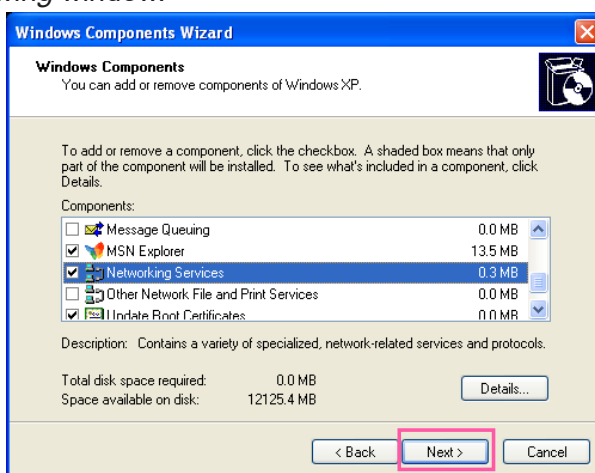 Windows Components Wizard
Windows Components
You can add or remove components of Windows XP.
To add or remove a component, click the checkbox. A shaded box means that only
part of the component will be installed. To see what's included in a component, click
Details.
Components:
Message Queuing 0.0 MB
MSN Explorer 13.5 MB
Networking Services 0.3 MB
Other Network File and Print Services 0.0 MB
Update Root Certificates 0.0 MB
Description: Contains a variety of specialized, network-related services and protocols.
Total disk space required: 0.0 MB
Space available on disk: 12125.4 MB
Details...
< Back Next > Cancel